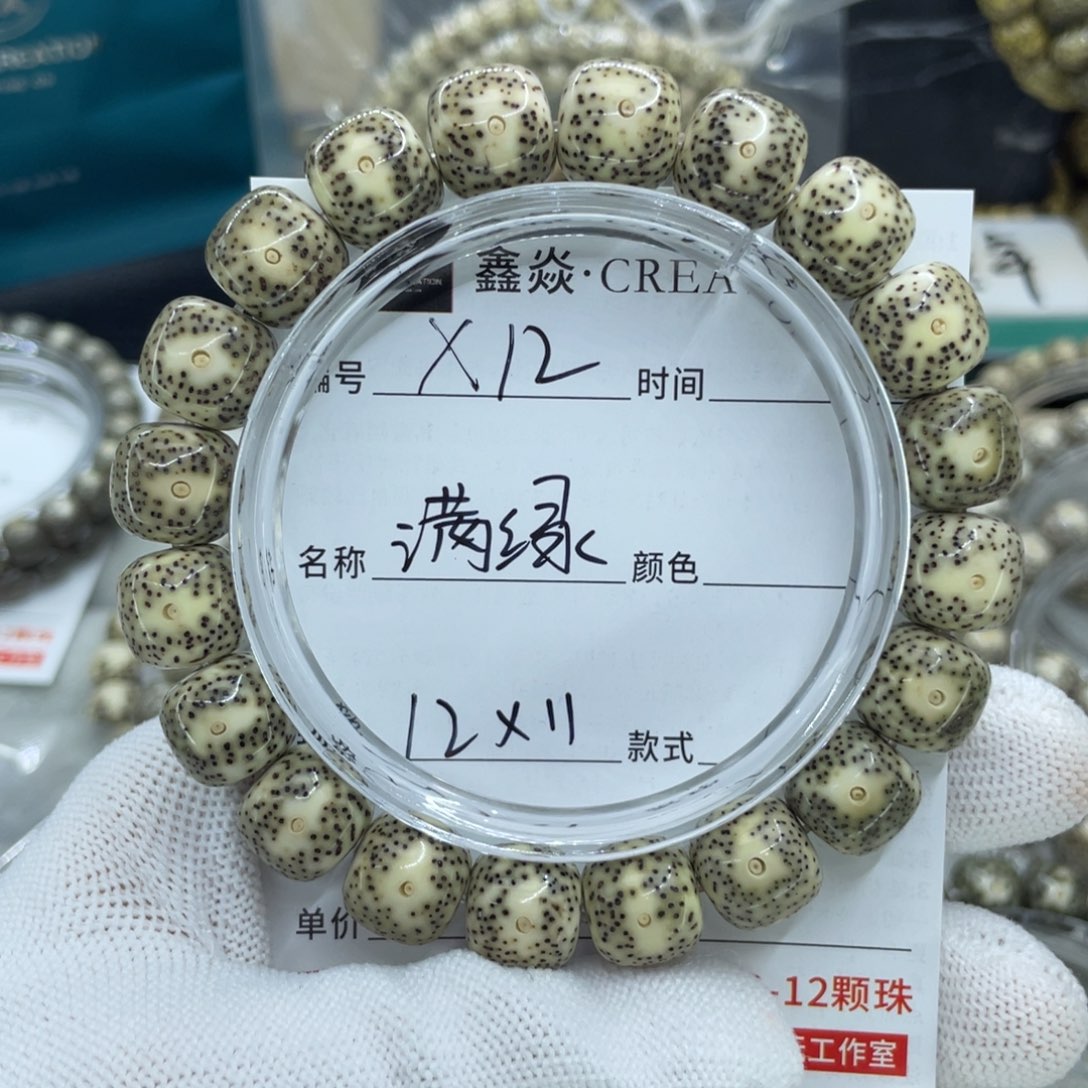 鑫焱·CREA
编号 X12 时间
名称 满绿 颜色
12×11 款式
单价
-12颗珠
工作室